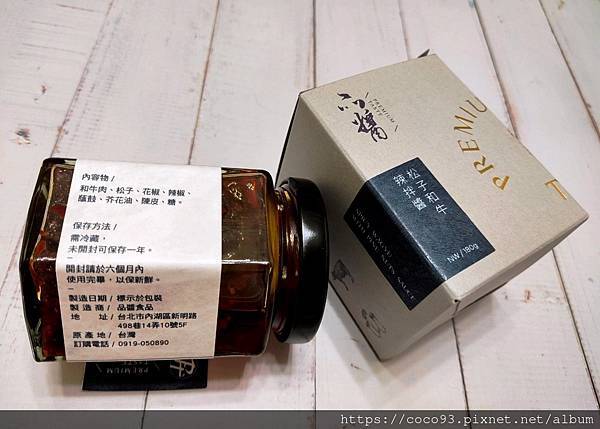 內容物 /
和牛肉、松子、花椒、辣椒、
蔭鼓、芥花油、陳皮、糖。
保存方法 /
需冷藏,
未開封可保存一年。
開封請於六個月內
使用完畢,以保新鮮。
製造日期 / 標示於包裝
製造商 / 品醬食品
地址 / 台北市內湖區新明路
498巷14弄10號5F
原產地 / 台灣
訂購電話 / 0919-050890
PREMIUM
品醬
PREMIU
T
松子和牛
辣拌醬
NW / 180g
https://coco93.pixnet.net/album